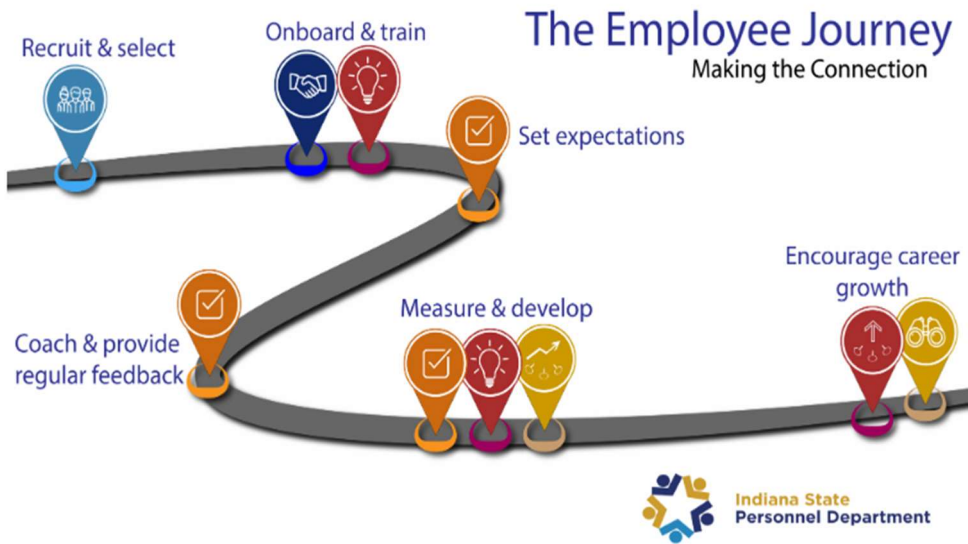 The Employee Journey
Making the Connection
Recruit & select
Onboard & train
Set expectations
Coach & provide
regular feedback
Measure & develop
Encourage career
growth
Indiana State
Personnel Department